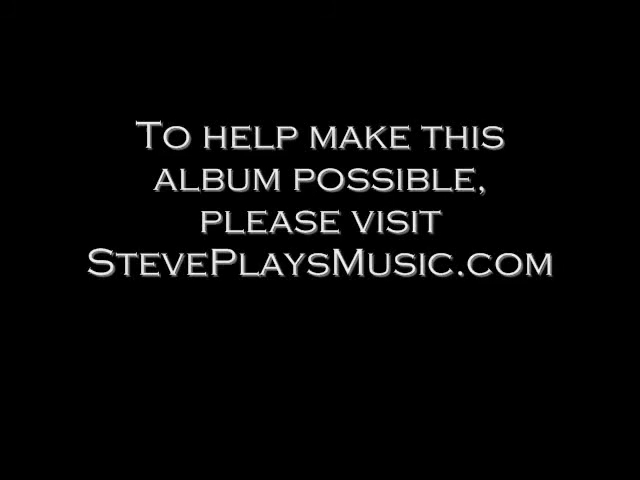 To help make this
album possible,
please visit
StevePlaysMusic.com